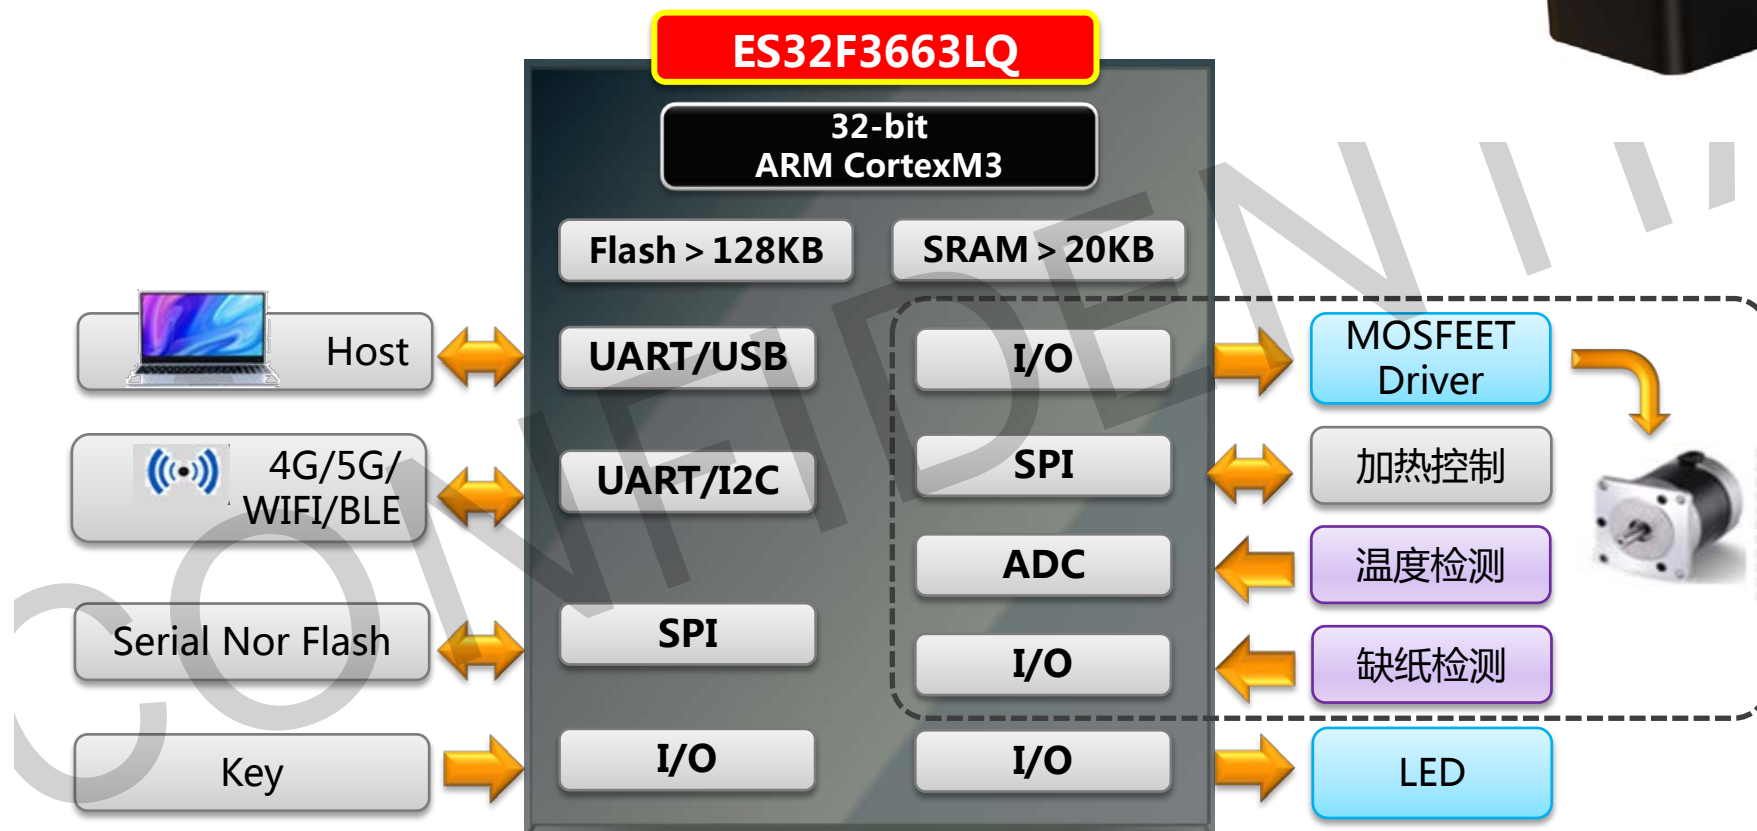 ES32F3663LQ
32-bit
ARM CortexM3
Flash > 128KB
SRAM > 20KB
Host
UART/USB
I/O
MOSFEET
Driver
4G/5G/
WIFI/BLE
UART/I2C
SPI
加热控制
ADC
温度检测
Serial Nor Flash
SPI
I/O
缺纸检测
Key
I/O
I/O
LED
CONFIDENTI